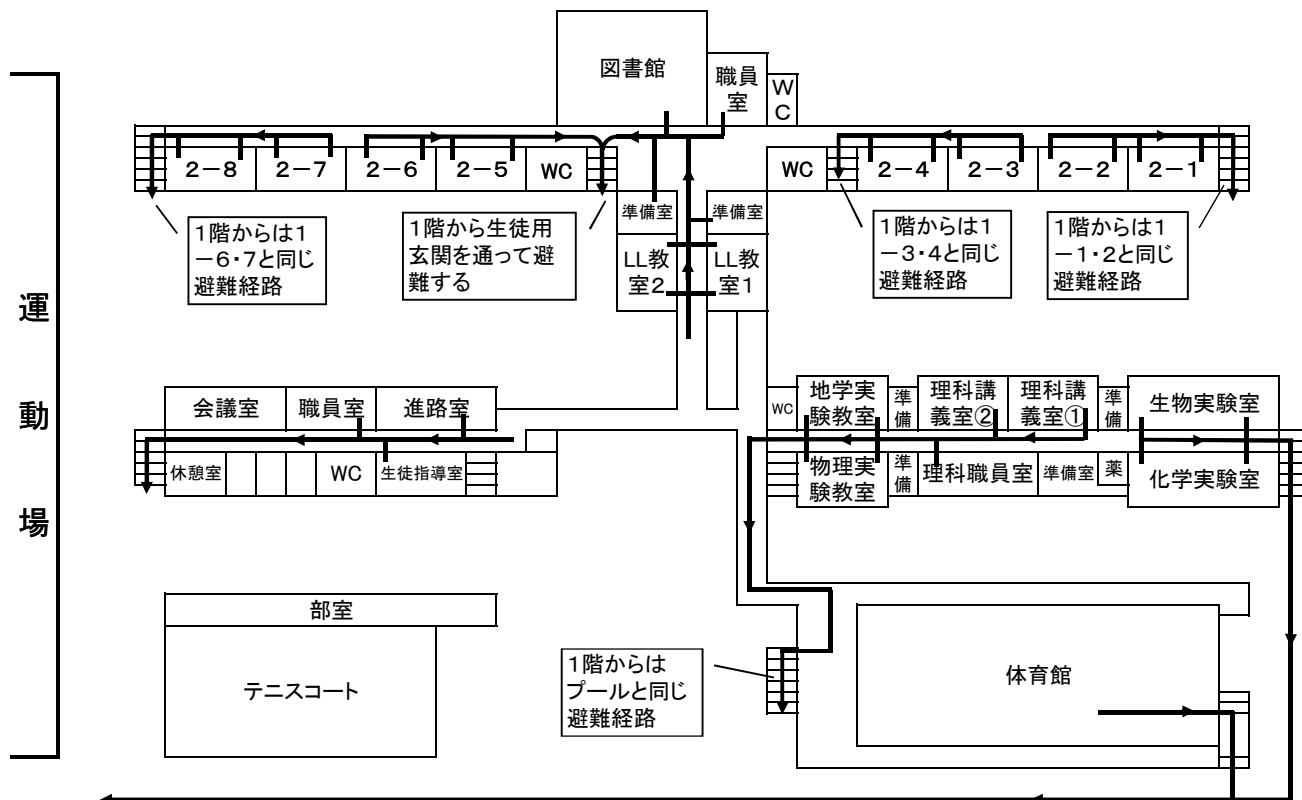 図書館
職員
室
W
C
2－8
2－7
2－6
2－5
WC
WC
2－4
2－3
2－2
2－1
準備室
準備室
LL教
室2
LL教
室1
1階からは1
－6・7と同じ
避難経路
1階から生徒用
玄関を通って避
難する
1階からは1
－3・4と同じ
避難経路
1階からは1
－1・2と同じ
避難経路
運
動
場
会議室
職員室
進路室
休憩室
WC
生徒指導室
WC
地学実
験教室
準
備
理科講
義室②
理科講
義室①
準
備
生物実験室
物理実
験教室
準
備
理科職員室
準備室
薬
化学実験室
部室
テニスコート
1階からは
プールと同じ
避難経路
体育館